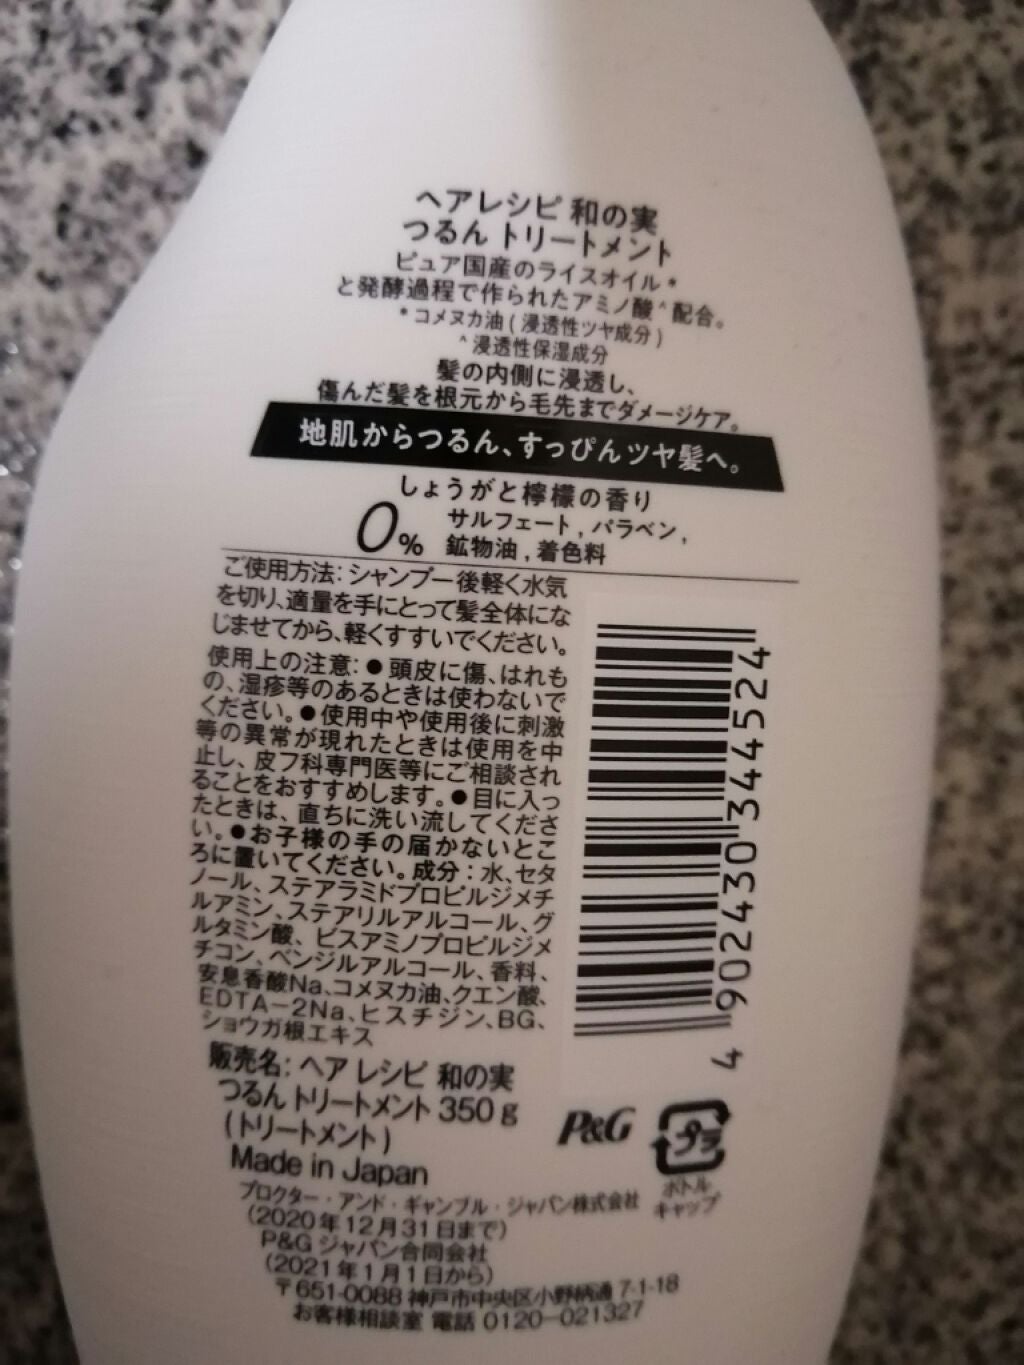 ヘアレシピ 和の実
つるん トリートメント
ピュア国産のライスオイル*
と発酵過程で作られたアミノ酸^配合。
*コメヌカ油(浸透性ツヤ成分)
^浸透性保湿成分
髪の内側に浸透し、
傷んだ髪を根元から毛先までダメージケア。
地肌からつるん、すっぴんツヤ髪へ。
しょうがと檸檬の香り
0% サルフェート, パラベン,
鉱物油, 着色料
ご使用方法: シャンプー後軽く水気
を切り、適量を手にとって髪全体にな
じませてから、軽くすすいでください。
使用上の注意: ●頭皮に傷、はれも
の、湿疹等のあるときは使わないで
ください。●使用中や使用後に刺激
等の異常が現れたときは使用を中
止し、皮フ科専門医等にご相談され
ることをおすすめします。●目に入っ
たときは、直ちに洗い流してくださ
い。●お子様の手の届かないとこ
ろに置いてください。成分: 水、セタ
ノール、ステアラミドプロピルジメチ
ルアミン、ステアリルアルコール、グ
ルタミン酸、ビスアミノプロピルジメ
チコン、ベンジルアルコール、香料、
安息香酸Na、コメヌカ油、クエン酸、
EDTA-2Na、ヒスチジン、BG、
ショウガ根エキス
4902430344524
4
販売名: ヘア レシピ 和の実
つるん トリートメント 350g
(トリートメント)
Made in Japan
P&G
プラ
ボトル
キャップ
プロクター・アンド・ギャンブル・ジャパン株式会社
(2020年12月31日まで)
P&G ジャパン合同会社
(2021年1月1日から)
〒651-0088 神戸市中央区小野柄通 7-1-18
お客様相談室 電話 0120-021327